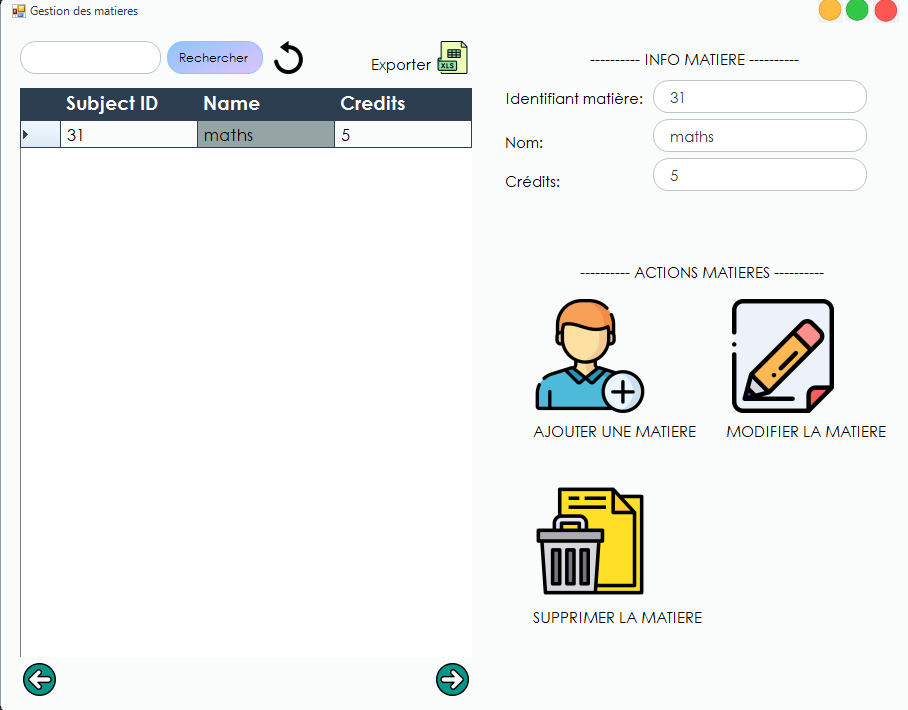 Gestion des matieres
Rechercher
Exporter
XLS
Subject ID Name Credits
31 maths 5
---------- INFO MATIERE ----------
Identifiant matière: 31
Nom: maths
Crédits: 5
---------- ACTIONS MATIERES ----------
AJOUTER UNE MATIERE MODIFIER LA MATIERE
SUPPRIMER LA MATIERE